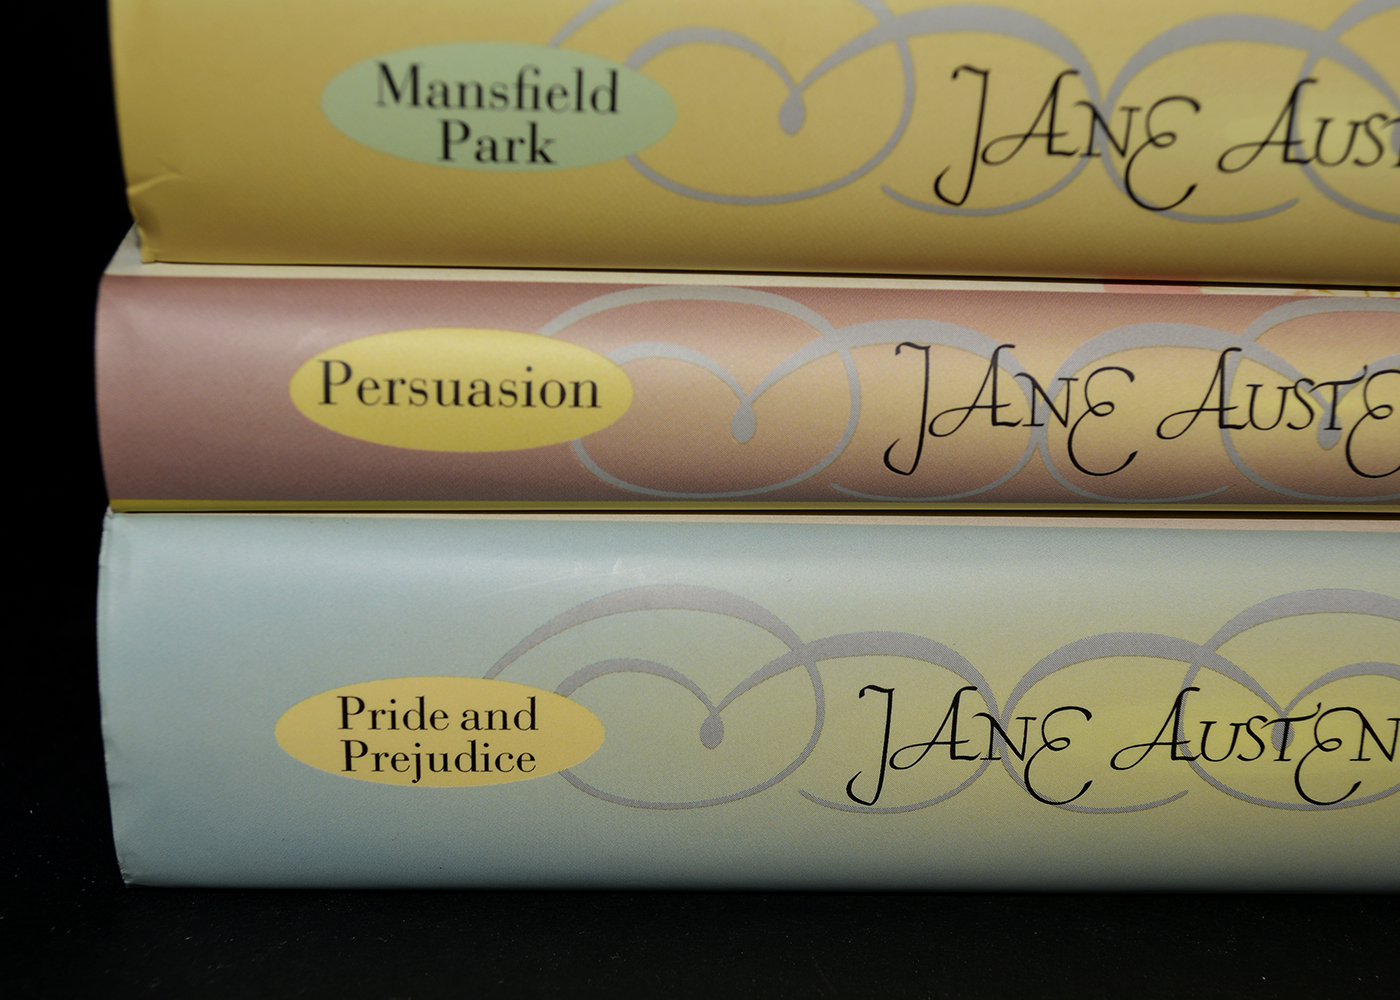 Mansfield
Park
JANE AUST
Persuasion
JANE AUSTE
Pride and
Prejudice
JANE AUSTEN